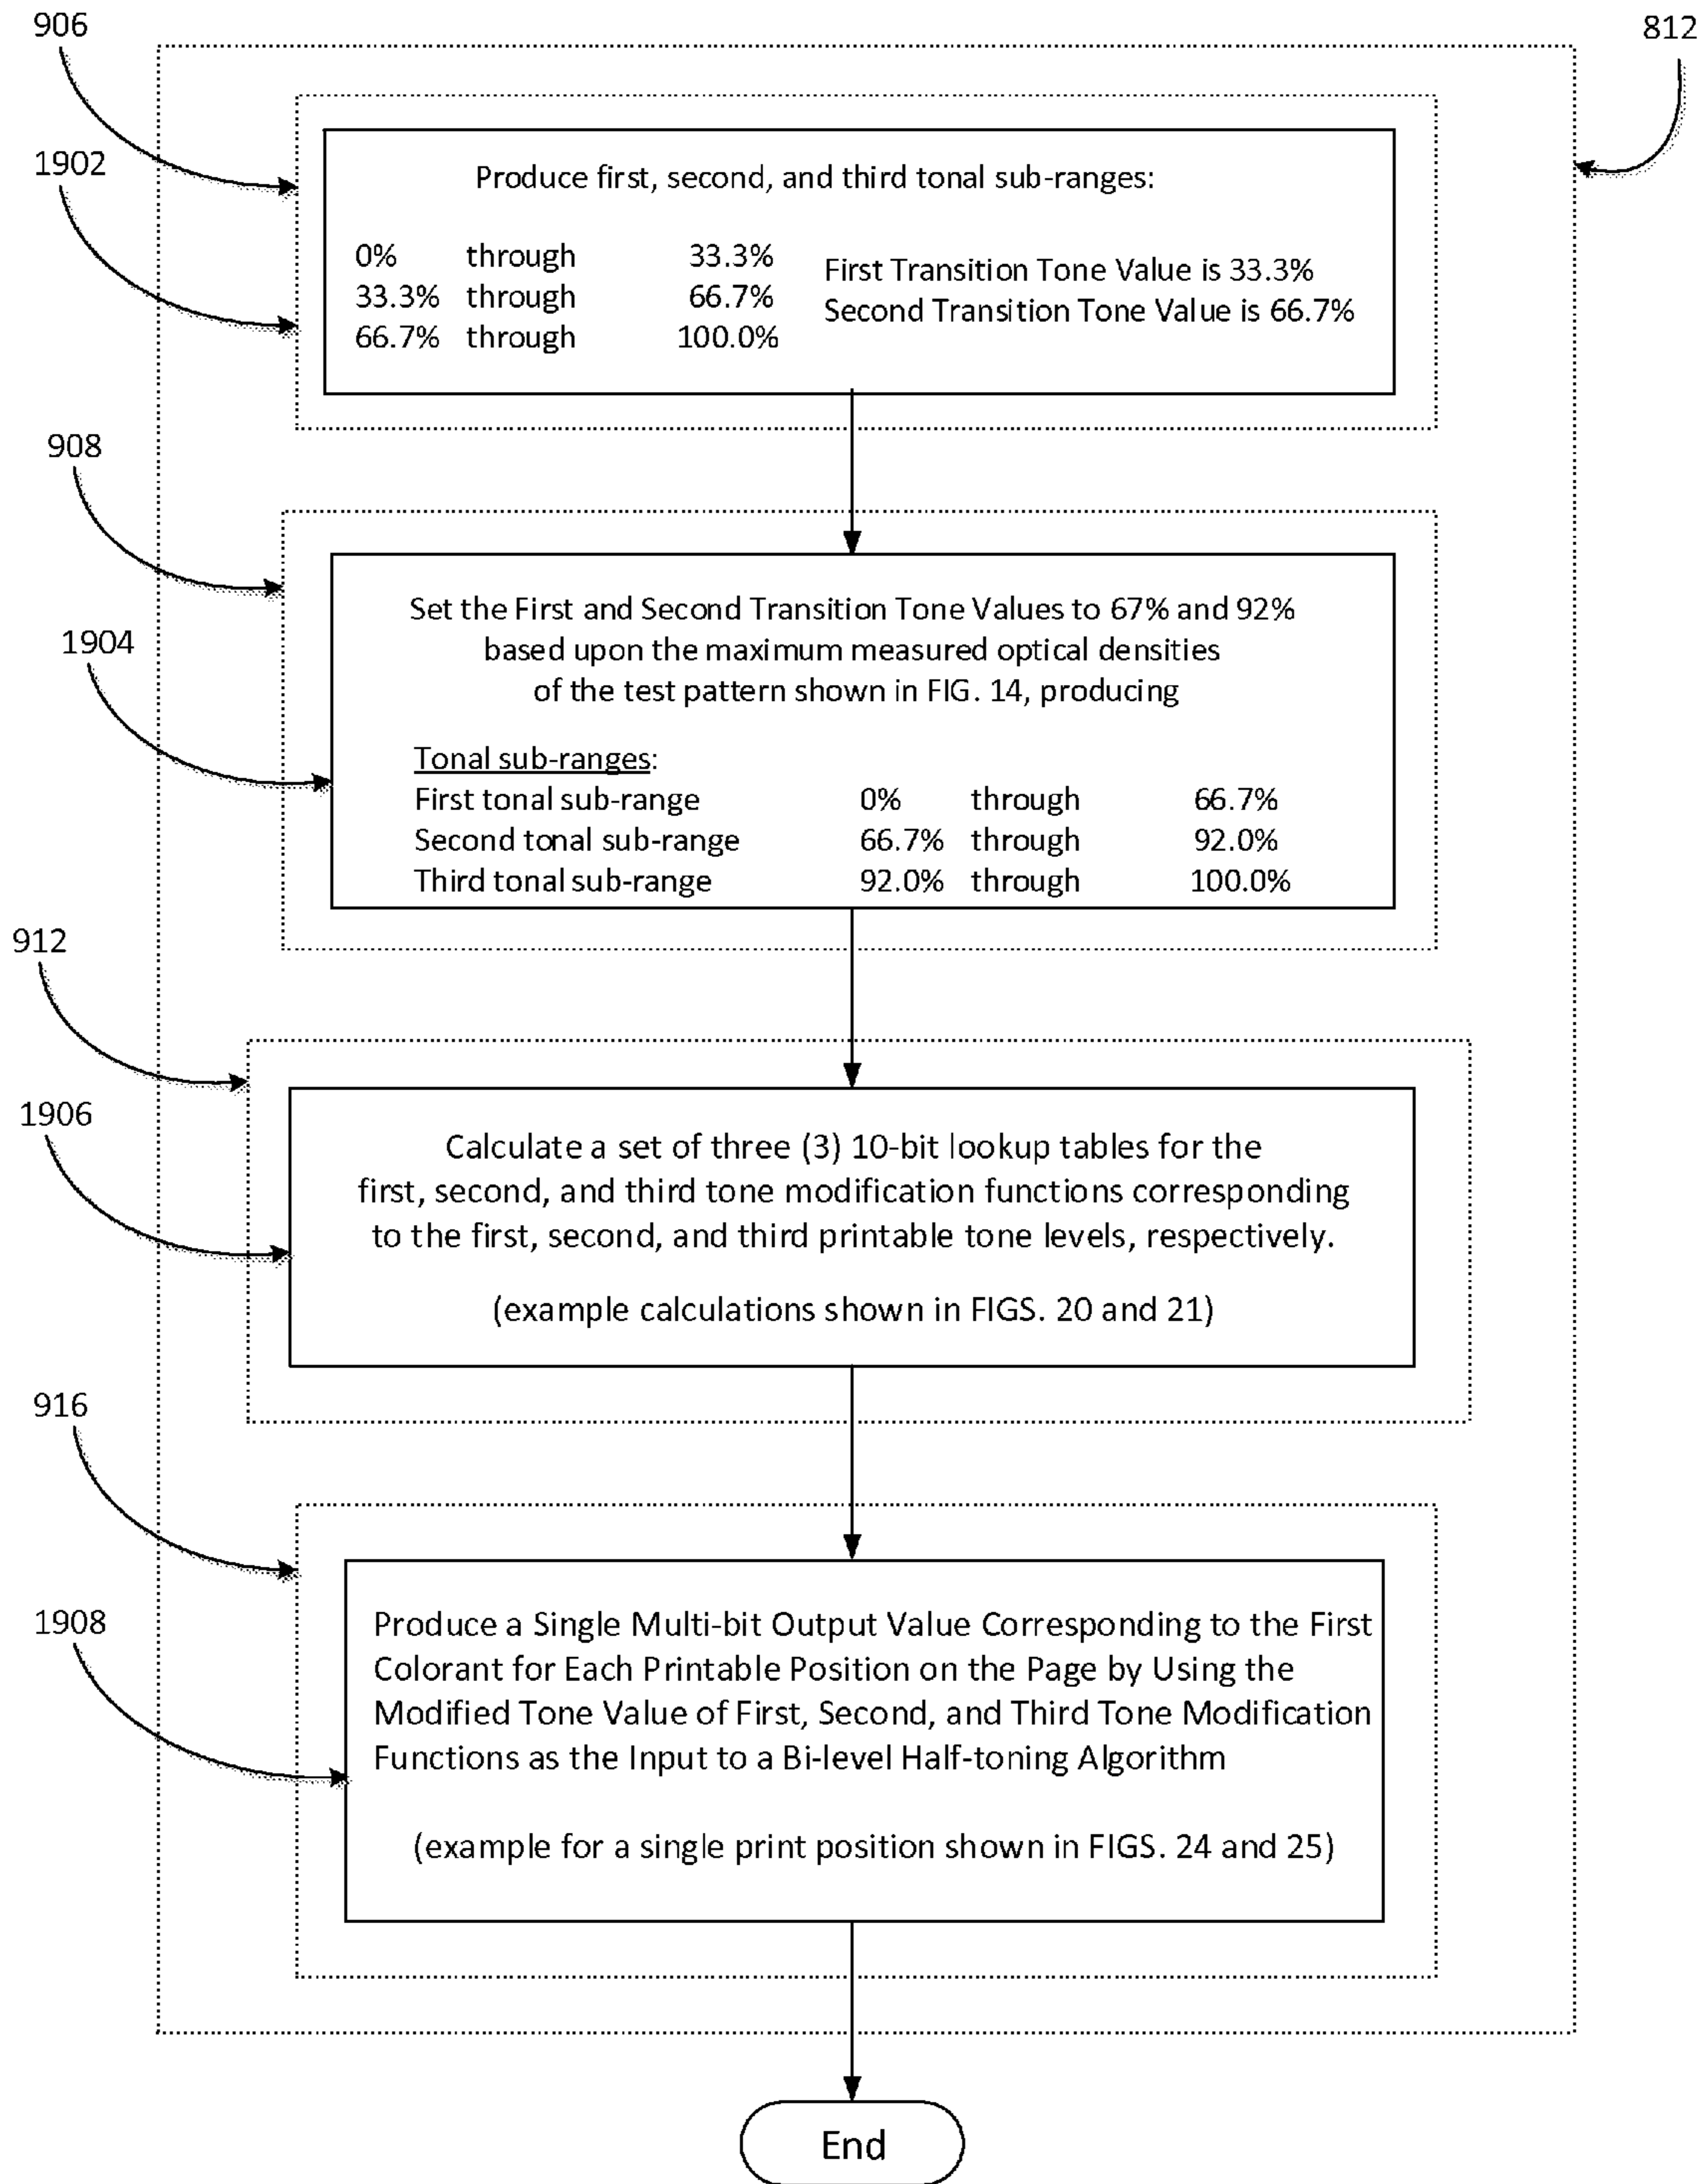 906
812
1902
Produce first, second, and third tonal sub-ranges:
0% through 33.3%
33.3% through 66.7%
66.7% through 100.0%
First Transition Tone Value is 33.3%
Second Transition Tone Value is 66.7%
908
1904
Set the First and Second Transition Tone Values to 67% and 92%
based upon the maximum measured optical densities
of the test pattern shown in FIG. 14, producing
Tonal sub-ranges:
First tonal sub-range 0% through 66.7%
Second tonal sub-range 66.7% through 92.0%
Third tonal sub-range 92.0% through 100.0%
912
1906
Calculate a set of three (3) 10-bit lookup tables for the
first, second, and third tone modification functions corresponding
to the first, second, and third printable tone levels, respectively.
(example calculations shown in FIGS. 20 and 21)
916
1908
Produce a Single Multi-bit Output Value Corresponding to the First
Colorant for Each Printable Position on the Page by Using the
Modified Tone Value of First, Second, and Third Tone Modification
Functions as the Input to a Bi-level Half-toning Algorithm
(example for a single print position shown in FIGS. 24 and 25)
End